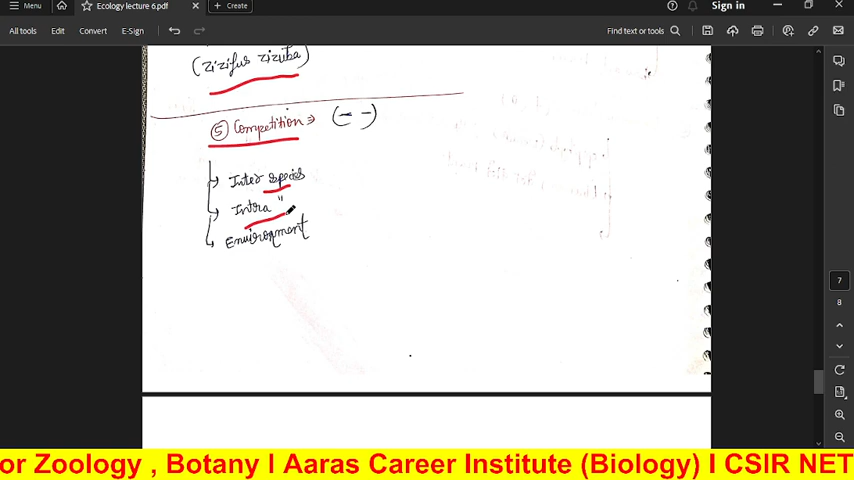 Menu Ecology lecture 6.pdf Create Sign in
All tools Edit Convert E-Sign Find text or tools
(Zizifus zizuba)
⑤ Competition ⇒ (− −)
Inter species
Intra "
Environment
7
8
or Zoology , Botany I Aaras Career Institute (Biology) I CSIR NET